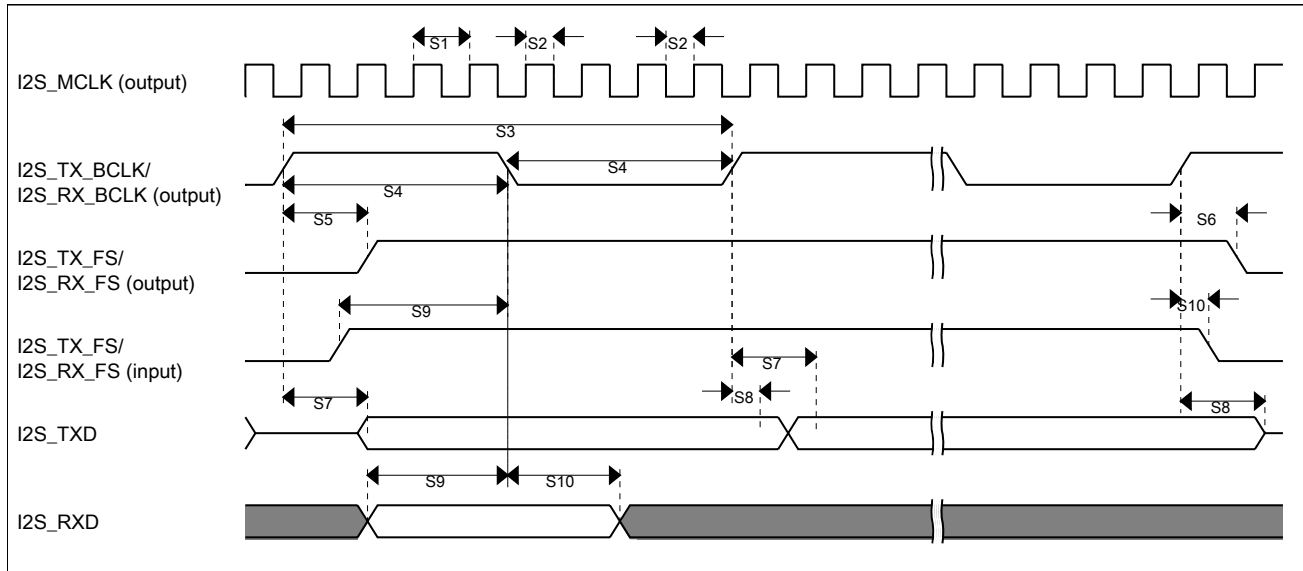 S1
S2
S2
I2S_MCLK (output)
S3
I2S_TX_BCLK/
I2S_RX_BCLK (output)
S4
S4
S5
S6
I2S_TX_FS/
I2S_RX_FS (output)
S9
S10
I2S_TX_FS/
I2S_RX_FS (input)
S7
S7
S8
S8
I2S_TXD
S9
S10
I2S_RXD